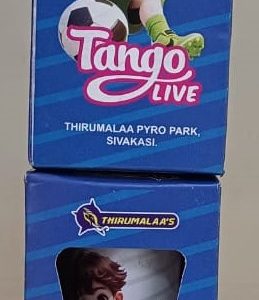 Tango
LIVE
THIRUMALAA PYRO PARK,
SIVAKASI.
THIRUMALAA'S